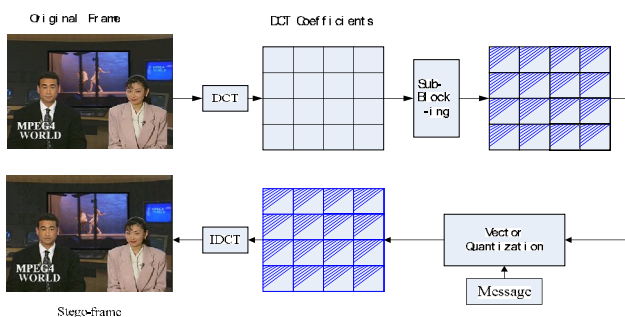 Original Frame
DCT Coefficients
MPEG4
WORLD
DCT
Sub-
Block
-ing
MPEG4
WORLD
IDCT
Vector
Quantization
Message
Stego-frame